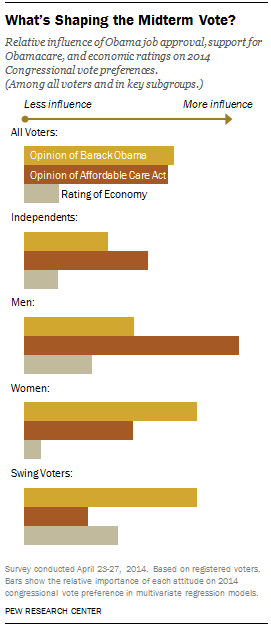 What's Shaping the Midterm Vote?
Relative influence of Obama job approval, support for
Obamacare, and economic ratings on 2014
Congressional vote preferences.
(Among all voters and in key subgroups.)
Less influence More influence
All Voters:
Opinion of Barack Obama
Opinion of Affordable Care Act
Rating of Economy
Independents:
Men:
Women:
Swing Voters:
Survey conducted April 23-27, 2014. Based on registered voters.
Bars show the relative importance of each attitude on 2014
congressional vote preference in multivariate regression models.
PEW RESEARCH CENTER